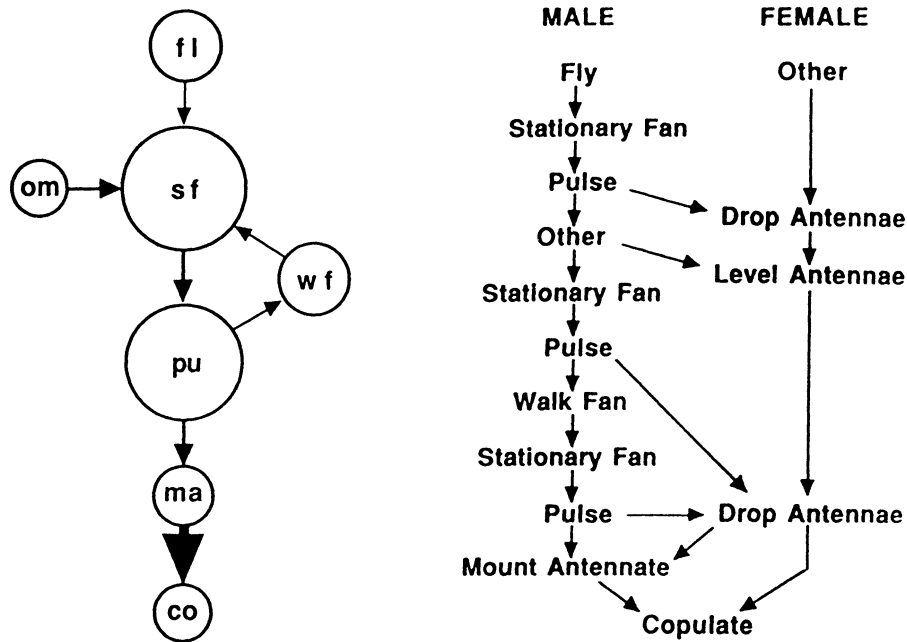 fl
om
sf
wf
pu
ma
co
MALE
FEMALE
Fly
Other
Stationary Fan
Pulse
Drop Antennae
Other
Level Antennae
Stationary Fan
Pulse
Walk Fan
Stationary Fan
Pulse
Drop Antennae
Mount Antennate
Copulate